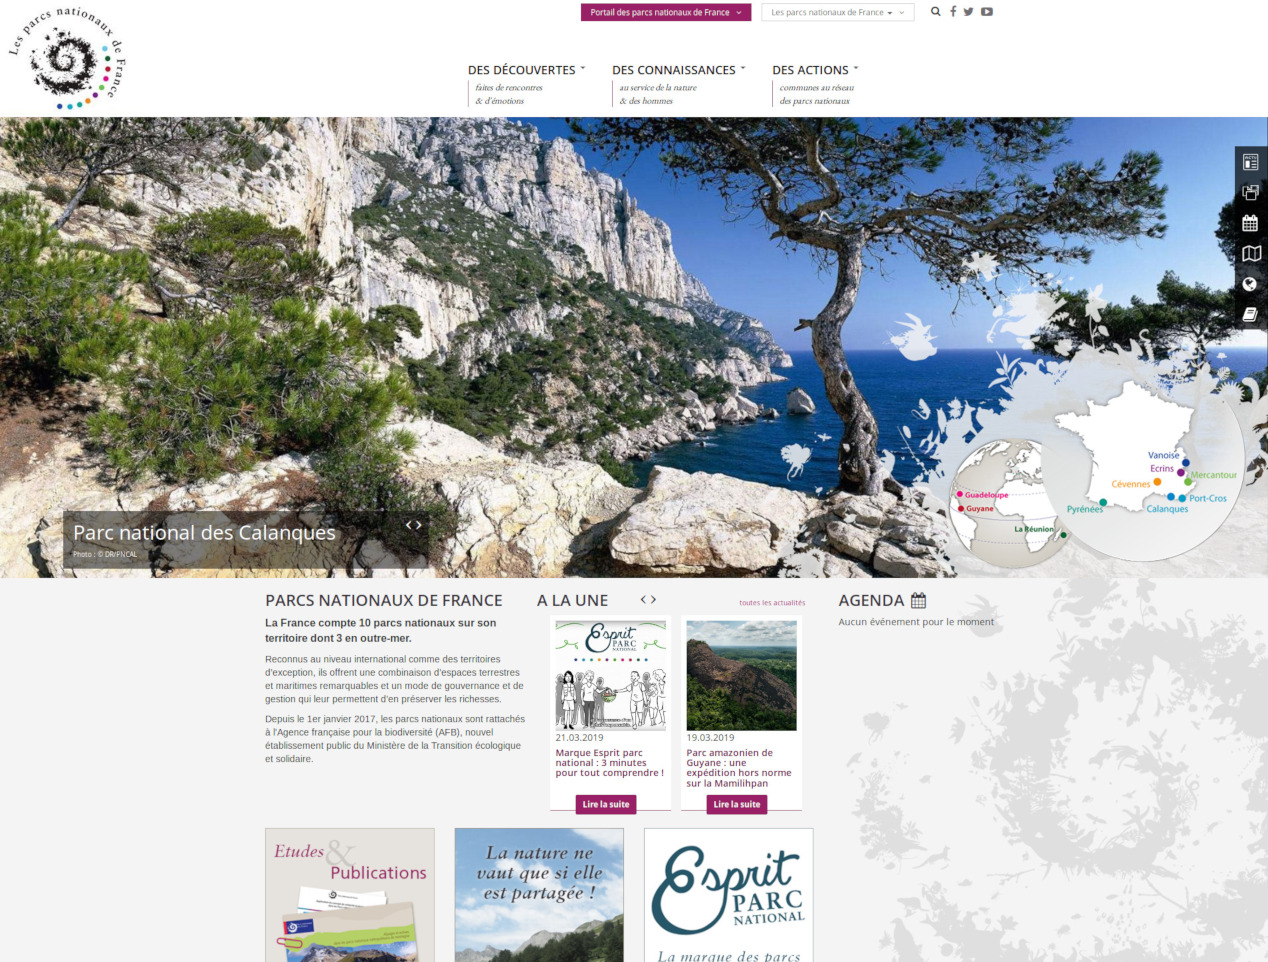 Les parcs nationaux de France
Portail des parcs nationaux de France
Les parcs nationaux de France
DES DÉCOUVERTES
faites de rencontres
& d'émotions
DES CONNAISSANCES
au service de la nature
& des hommes
DES ACTIONS
communes au réseau
des parcs nationaux
Vanoise
Ecrins
Mercantour
Cévennes
Port-Cros
Pyrénées
Calanques
Guadeloupe
Guyane
La Réunion
Parc national des Calanques
Photo : © DR/PNCAL
PARCS NATIONAUX DE FRANCE
La France compte 10 parcs nationaux sur son
territoire dont 3 en outre-mer.
Reconnus au niveau international comme des territoires
d'exception, ils offrent une combinaison d'espaces terrestres
et maritimes remarquables et un mode de gouvernance et de
gestion qui leur permettent d'en préserver les richesses.
Depuis le 1er janvier 2017, les parcs nationaux sont rattachés
à l'Agence française pour la biodiversité (AFB), nouvel
établissement public du Ministère de la Transition écologique
et solidaire.
A LA UNE
toutes les actualités
Esprit
PARC
NATIONAL
21.03.2019
Marque Esprit parc
national : 3 minutes
pour tout comprendre !
Lire la suite
19.03.2019
Parc amazonien de
Guyane : une
expédition hors norme
sur la Mamilihpan
Lire la suite
AGENDA
Aucun événement pour le moment
Etudes &
Publications
La nature ne
vaut que si elle
est partagée !
Esprit
PARC
NATIONAL
La marque des parcs